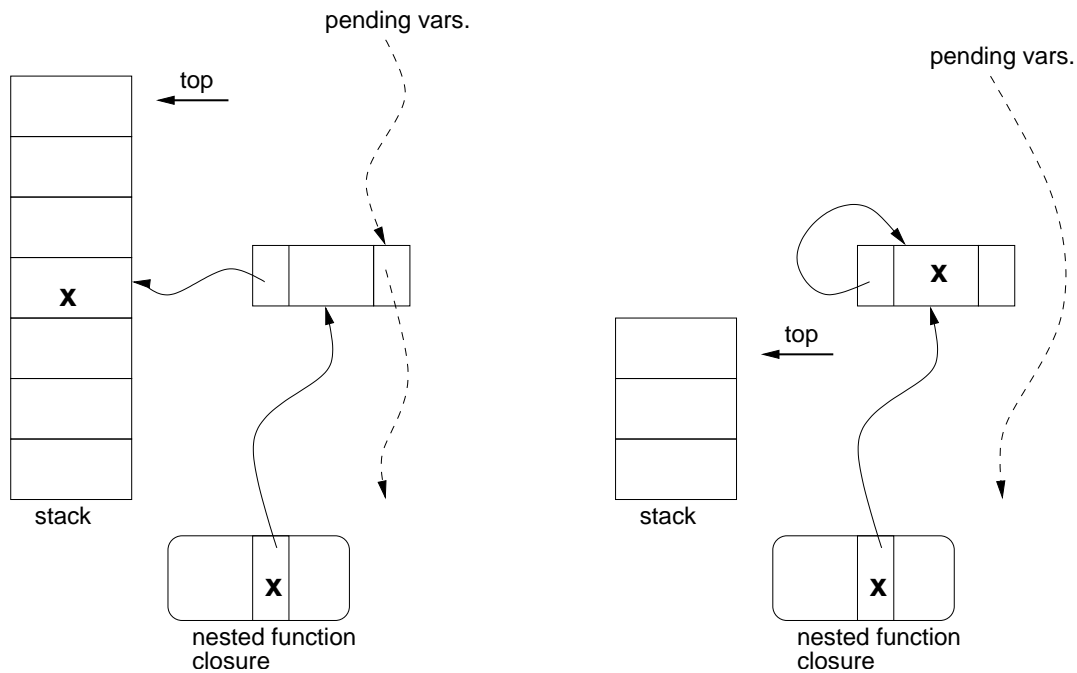 pending vars.
top
x
stack
x
nested function
closure
pending vars.
x
top
stack
x
nested function
closure